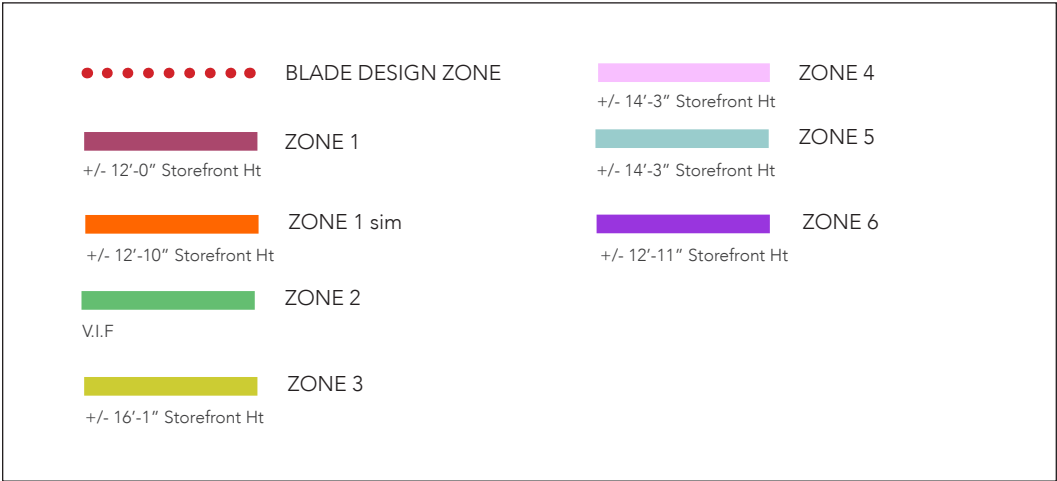 BLADE DESIGN ZONE
ZONE 1
+/- 12’-0” Storefront Ht
ZONE 1 sim
+/- 12’-10” Storefront Ht
ZONE 2
V.I.F
ZONE 3
+/- 16’-1” Storefront Ht
ZONE 4
+/- 14’-3” Storefront Ht
ZONE 5
+/- 14’-3” Storefront Ht
ZONE 6
+/- 12’-11” Storefront Ht